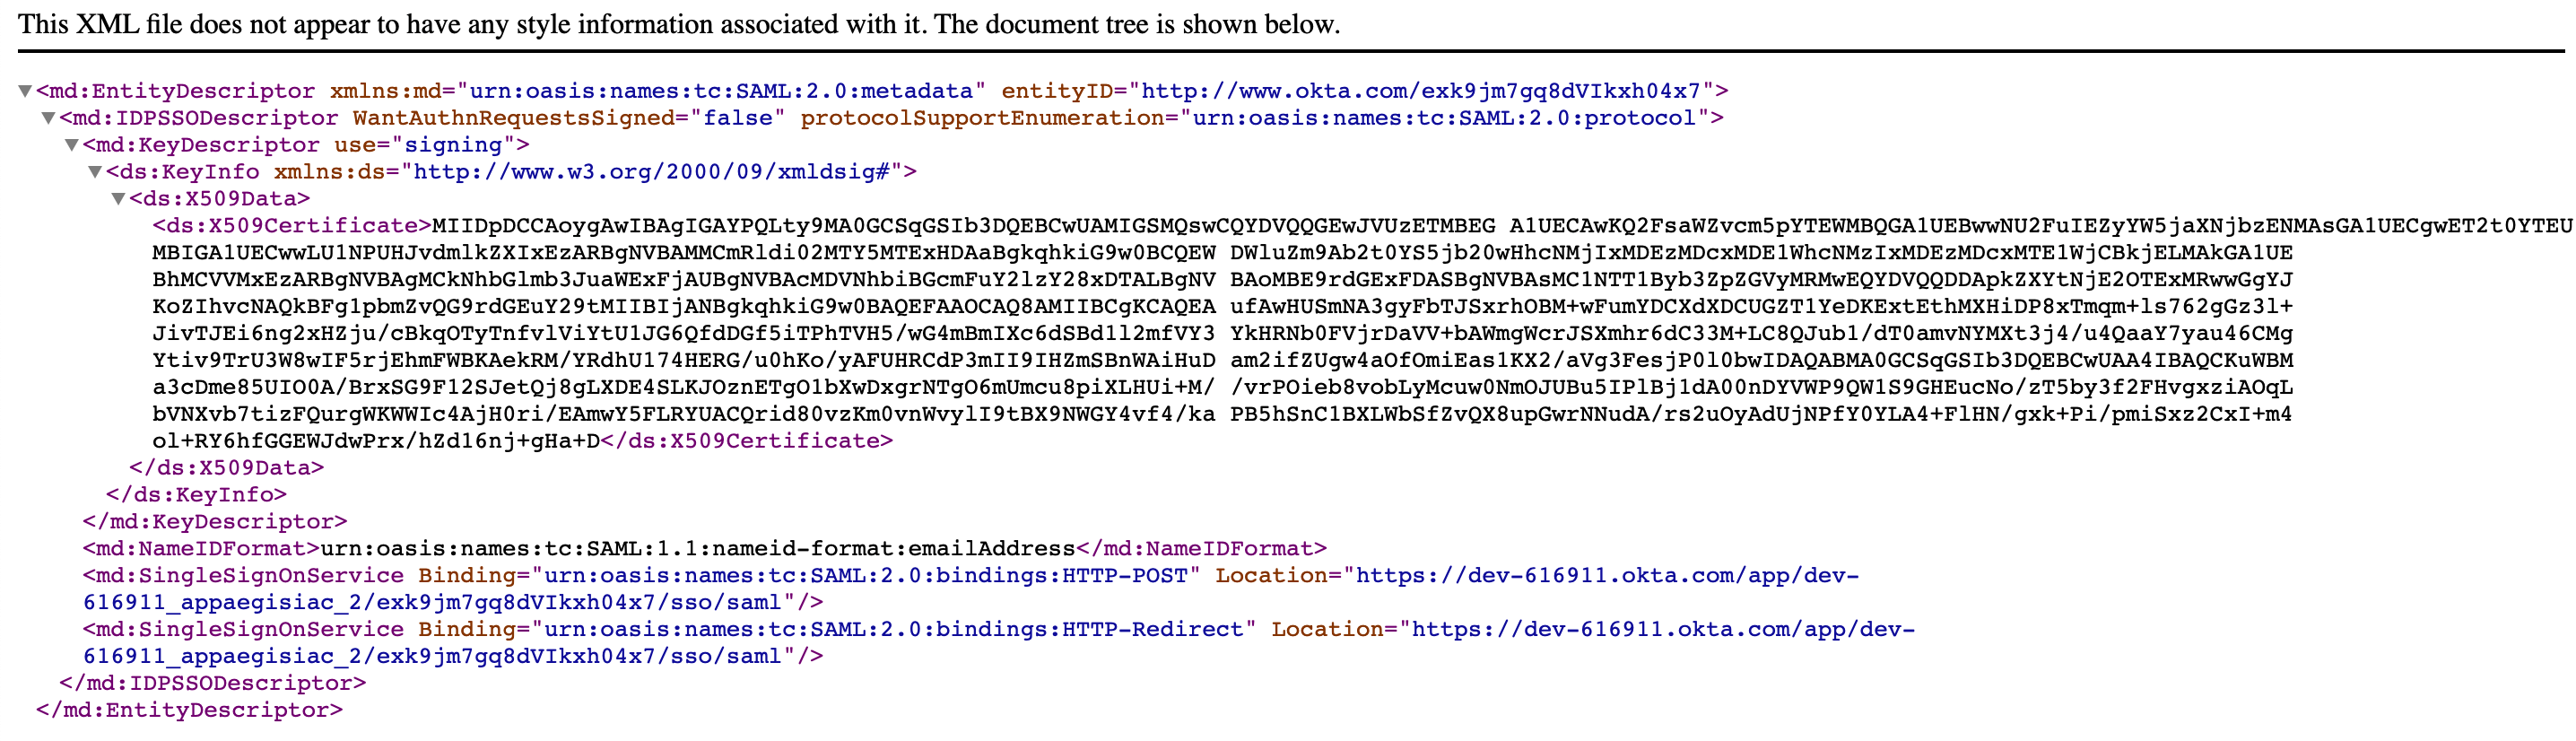 This XML file does not appear to have any style information associated with it. The document tree is shown below.
<md:EntityDescriptor xmlns:md="urn:oasis:names:tc:SAML:2.0:metadata" entityID="http://www.okta.com/exk9jm7gq8dVIkxh04x7">
<md:IDPSSODescriptor WantAuthnRequestsSigned="false" protocolSupportEnumeration="urn:oasis:names:tc:SAML:2.0:protocol">
<md:KeyDescriptor use="signing">
<ds:KeyInfo xmlns:ds="http://www.w3.org/2000/09/xmldsig#">
<ds:X509Data>
<ds:X509Certificate>MIIDpDCCAoygAwIBAgIGAYPQLty9MA0GCSqGSIb3DQEBCwUAMIGSMQswCQYDVQQGEwJVUzETMBEG A1UECAwKQ2FsaWZvcm5pYTEWMBQGA1UEBwwNU2FuIEZyYW5jaXNjbzENMAsGA1UECgwET2t0YTEU
MBIGA1UECwwLU1NPUHJvdmlkZXIxEzARBgNVBAMMCmRldi02MTY5MTExHDAaBgkqhkiG9w0BCQEW DWluZm9Ab2t0YS5jb20wHhcNMjIxMDEzMDcxMDE1WhcNMzIxMDEzMDcxMTE1WjCBkjELMAkGA1UE
BhMCVVMxEzARBgNVBAgMCkNhbGlmb3JuaWExFjAUBgNVBAcMDVNhbiBGcmFuY2lzY28xDTALBgNV BAoMBE9rdGExFDASBgNVBAsMC1NTT1Byb3ZpZGVyMRMwEQYDVQQDDApkZXYtNjE2OTExMRwwGgYJ
KoZIhvcNAQkBFg1pbmZvQG9rdGEuY29tMIIBIjANBgkqhkiG9w0BAQEFAAOCAQ8AMIIBCgKCAQEA ufAwHUSmNA3gyFbTJSxrhOBM+wFumYDCXdXDCUGZT1YeDKExtEthMXHiDP8xTmqm+ls762gGz3l+
JivTJEi6ng2xHZju/cBkqOTyTnfvlViYtU1JG6QfdDGf5iTPhTVH5/wG4mBmIXc6dSBd1l2mfVY3 YkHRNb0FVjrDaVV+bAWmgWcrJSXmhr6dC33M+LC8QJub1/dT0amvNYMXt3j4/u4QaaY7yau46CMg
Ytiv9TrU3W8wIF5rjEhmFWBKAekRM/YRdhU174HERG/u0hKo/yAFUHRCdP3mII9IHZmSBnWAiHuD am2ifZUgw4aOfOmiEas1KX2/aVg3FesjP0l0bwIDAQABMA0GCSqGSIb3DQEBCwUAA4IBAQCKuWBM
a3cDme85UIO0A/BrxSG9F12SJetQj8gLXDE4SLKJOznETgO1bXwDxgrNTgO6mUmcu8piXLHUi+M/ /vrPOieb8vobLyMcuw0NmOJUBu5IPlBj1dA00nDYVWP9QW1S9GHEucNo/zT5by3f2FHvgxziAOqL
bVNXvb7tizFQurgWKWWIc4AjH0ri/EAmwY5FLRYUACQrid80vzKm0vnWvylI9tBX9NWGY4vf4/ka PB5hSnC1BXLWbSfZvQX8upGwrNNudA/rs2uOyAdUjNPfY0YLA4+FlHN/gxk+Pi/pmiSxz2CxI+m4
ol+RY6hfGGEWJdwPrx/hZd16nj+gHa+D</ds:X509Certificate>
</ds:X509Data>
</ds:KeyInfo>
</md:KeyDescriptor>
<md:NameIDFormat>urn:oasis:names:tc:SAML:1.1:nameid-format:emailAddress</md:NameIDFormat>
<md:SingleSignOnService Binding="urn:oasis:names:tc:SAML:2.0:bindings:HTTP-POST" Location="https://dev-616911.okta.com/app/dev-
616911_appaegisiac_2/exk9jm7gq8dVIkxh04x7/sso/saml"/>
<md:SingleSignOnService Binding="urn:oasis:names:tc:SAML:2.0:bindings:HTTP-Redirect" Location="https://dev-616911.okta.com/app/dev-
616911_appaegisiac_2/exk9jm7gq8dVIkxh04x7/sso/saml"/>
</md:IDPSSODescriptor>
</md:EntityDescriptor>